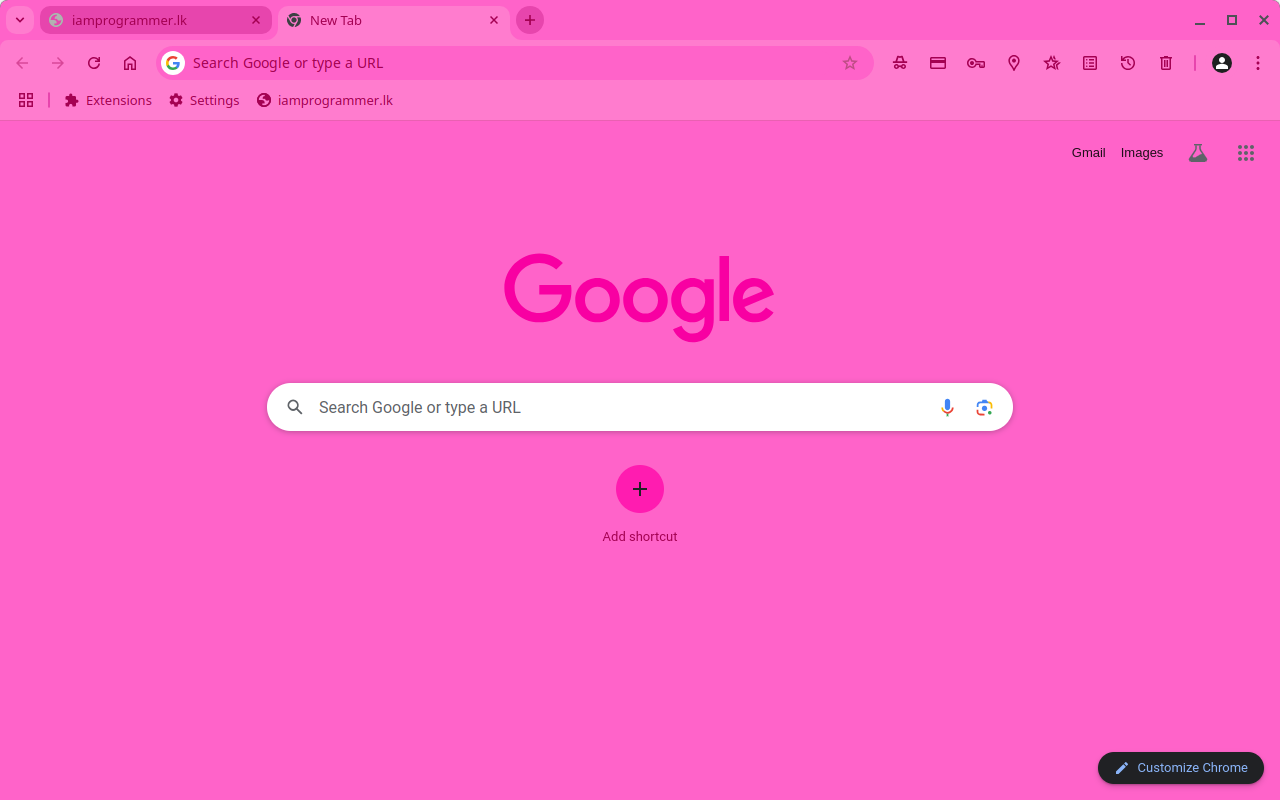 iamprogrammer.lk
New Tab
Search Google or type a URL
Extensions
Settings
iamprogrammer.lk
Gmail
Images
Google
Search Google or type a URL
Add shortcut
Customize Chrome